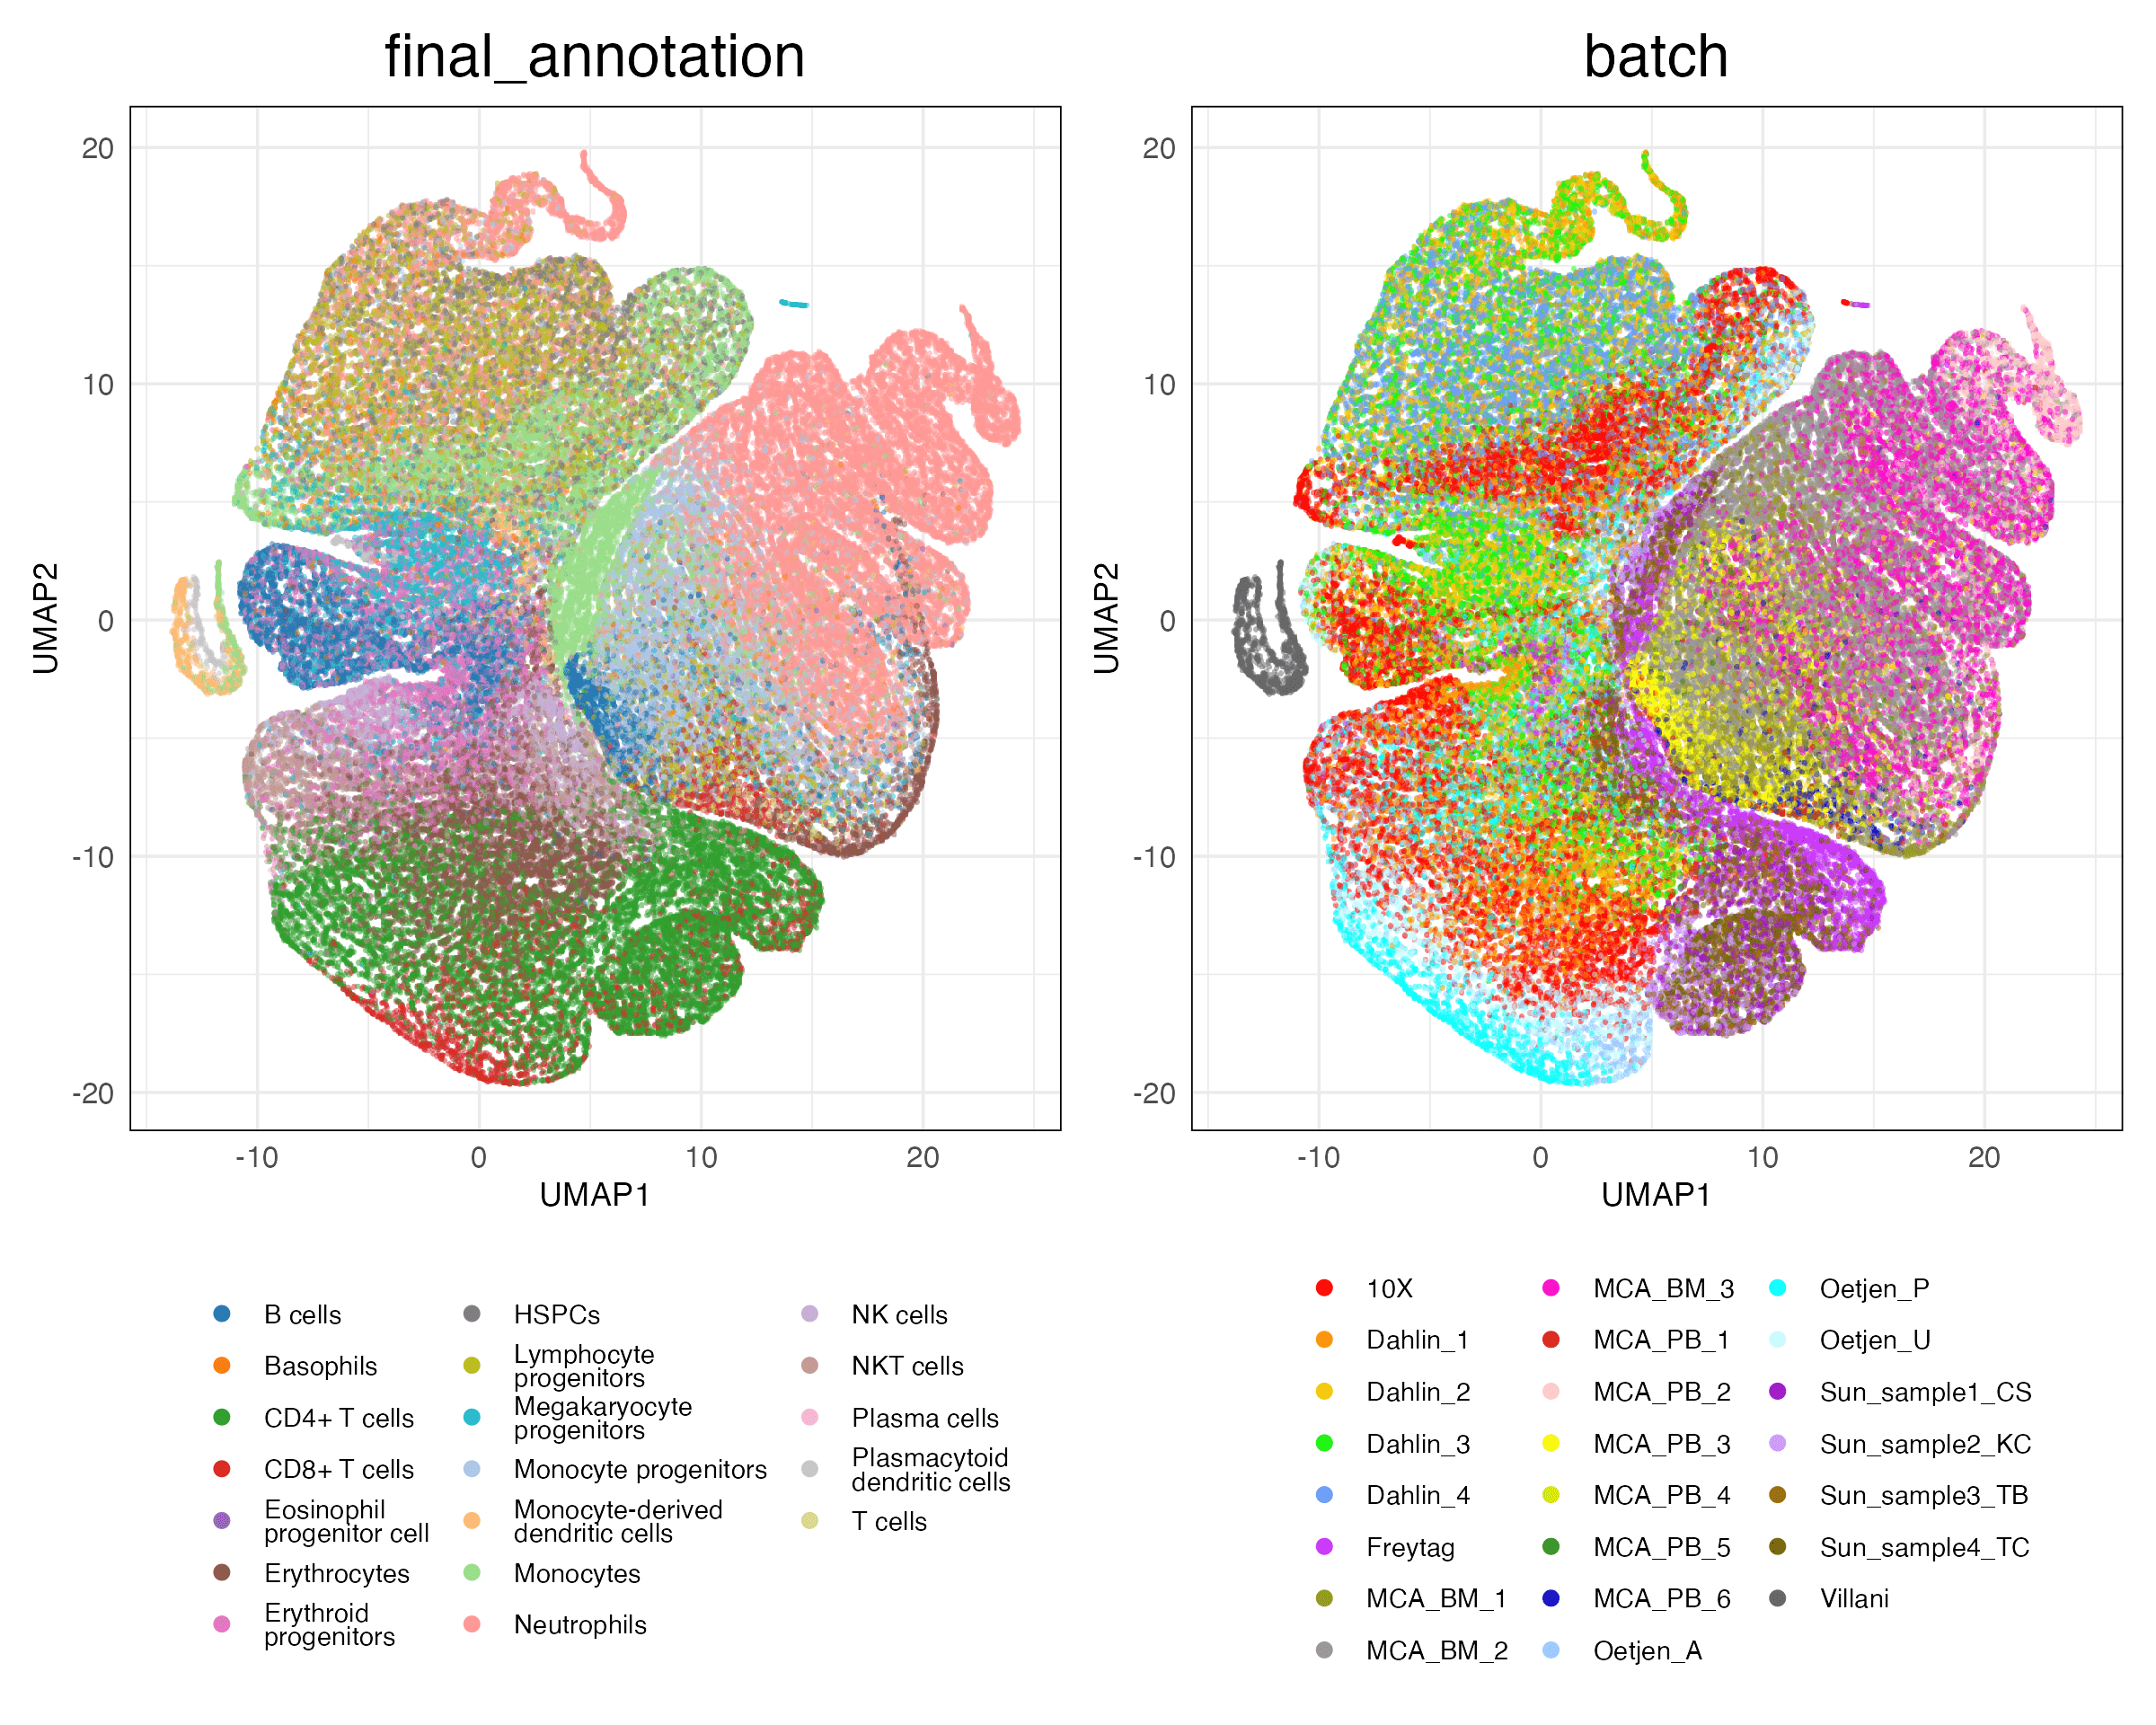 final_annotation
batch
20
10
0
-10
-20
UMAP2
-10
0
10
20
UMAP1
20
10
0
-10
-20
UMAP2
-10
0
10
20
UMAP1
B cells
Basophils
CD4+ T cells
CD8+ T cells
Eosinophil
progenitor cell
Erythrocytes
Erythroid
progenitors
HSPCs
Lymphocyte
progenitors
Megakaryocyte
progenitors
Monocyte progenitors
Monocyte-derived
dendritic cells
Monocytes
Neutrophils
NK cells
NKT cells
Plasma cells
Plasmacytoid
dendritic cells
T cells
10X
Dahlin_1
Dahlin_2
Dahlin_3
Dahlin_4
Freytag
MCA_BM_1
MCA_BM_2
MCA_BM_3
MCA_PB_1
MCA_PB_2
MCA_PB_3
MCA_PB_4
MCA_PB_5
MCA_PB_6
Oetjen_A
Oetjen_P
Oetjen_U
Sun_sample1_CS
Sun_sample2_KC
Sun_sample3_TB
Sun_sample4_TC
Villani